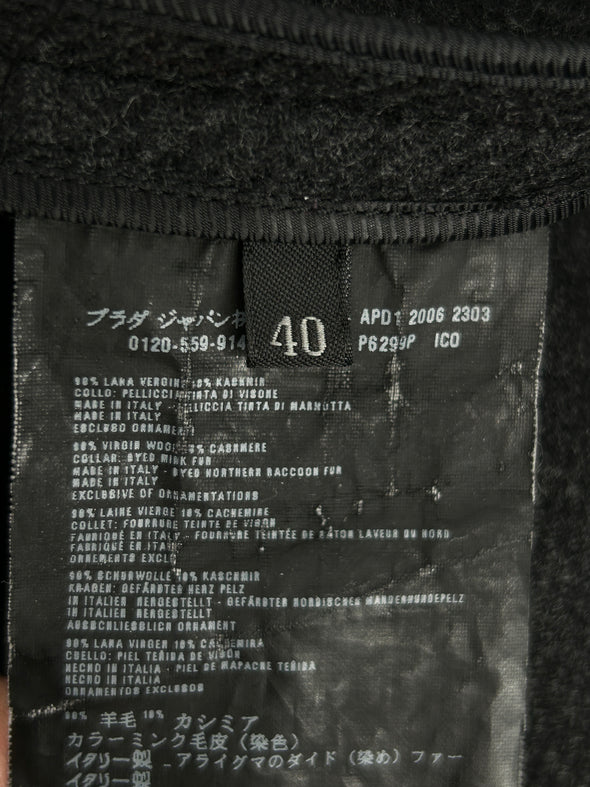 プラダ ジャパン
APD1 2006 2303
0120-559-914
P6299P ICO
40
90% LANA VERGINE 10% KASHMIR
COLLO: PELLICCIA TINTA DI VISONE
MADE IN ITALY - PELLICCIA TINTA DI MARMOTTA
MADE IN ITALY
ESCLUSO ORNAMENTI
90% VIRGIN WOOL 10% CASHMERE
COLLAR: DYED MINK FUR
MADE IN ITALY - DYED NORTHERN RACCOON FUR
MADE IN ITALY
EXCLUSIVE OF ORNAMENTATIONS
90% LAINE VIERGE 10% CACHEMIRE
COLLET: FOURRURE TEINTE DE VISON
FABRIQUÉ EN ITALY - FOURRURE TEINTÉE DE RATON LAVEUR DU NORD
FABRIQUÉ EN ITALY
ORNEMENTS EXCLUS
90% SCHURWOLLE 10% KASCHMIR
KRAGEN: GEFÄRBTER NERZ PELZ
IN ITALIEN HERGESTELLT - GEFÄRBTER NORDISCHER
IN ITALIEN HERGESTELLT
AUSSCHLIESSLICH ORNAMENT
90% LANA VIRGEN 10% CACHEMIRA
CUELLO: PIEL TEÑIDA DE VISÓN
HECHO EN ITALIA - PIEL DE MAPACHE TEÑIDA
HECHO EN ITALIA
ORNAMENTOS EXCLUSOS
90% 羊毛 10% カシミア
カラーミンク毛皮（染色）
イタリー製 - アライグマのダイド（染め）ファー
イタリー製